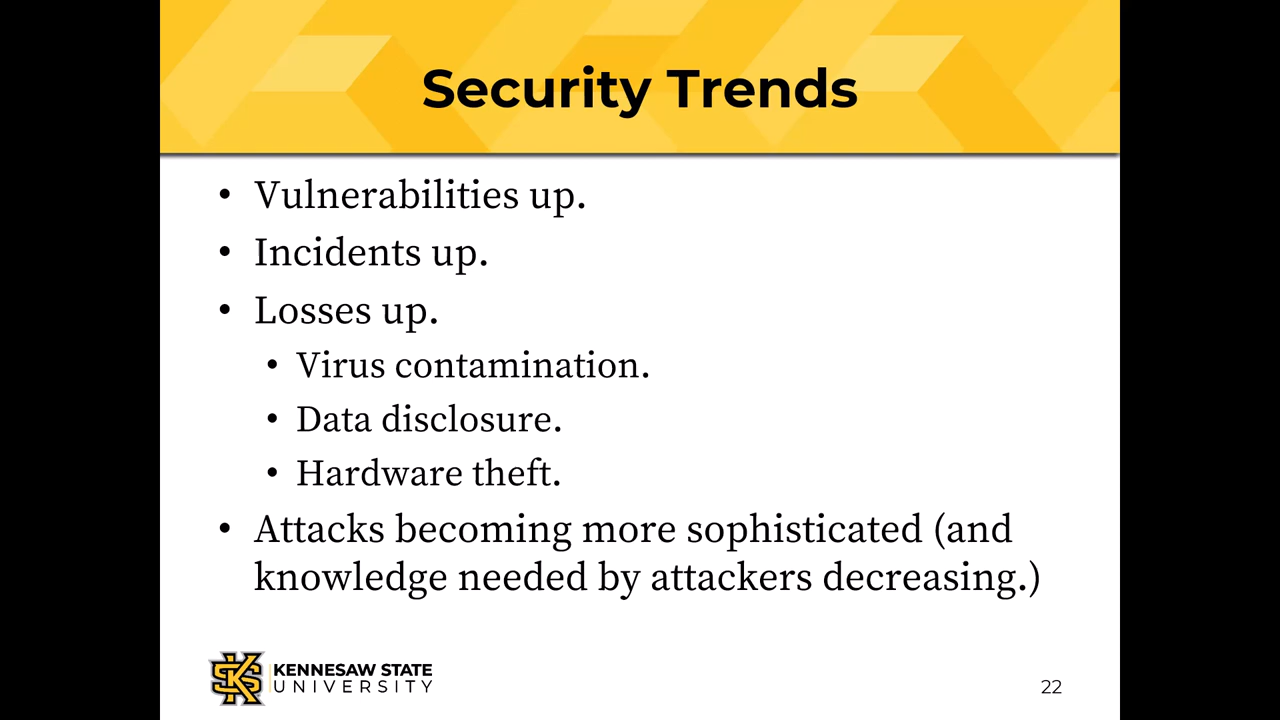 Security Trends
• Vulnerabilities up.
• Incidents up.
• Losses up.
• Virus contamination.
• Data disclosure.
• Hardware theft.
• Attacks becoming more sophisticated (and
knowledge needed by attackers decreasing.)
KS
KENNESAW STATE
UNIVERSITY
22